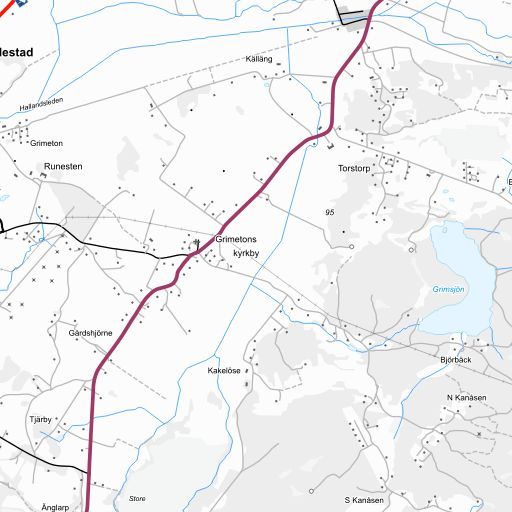 lestad
Källäng
Hallandsleden
Grimeton
Runesten
Torstorp
95
Grimetons
kyrkby
Grimsjön
Gårdshjörne
Björbäck
Kakelöse
N Kanåsen
Tjärby
Änglarp
Store
S Kanåsen